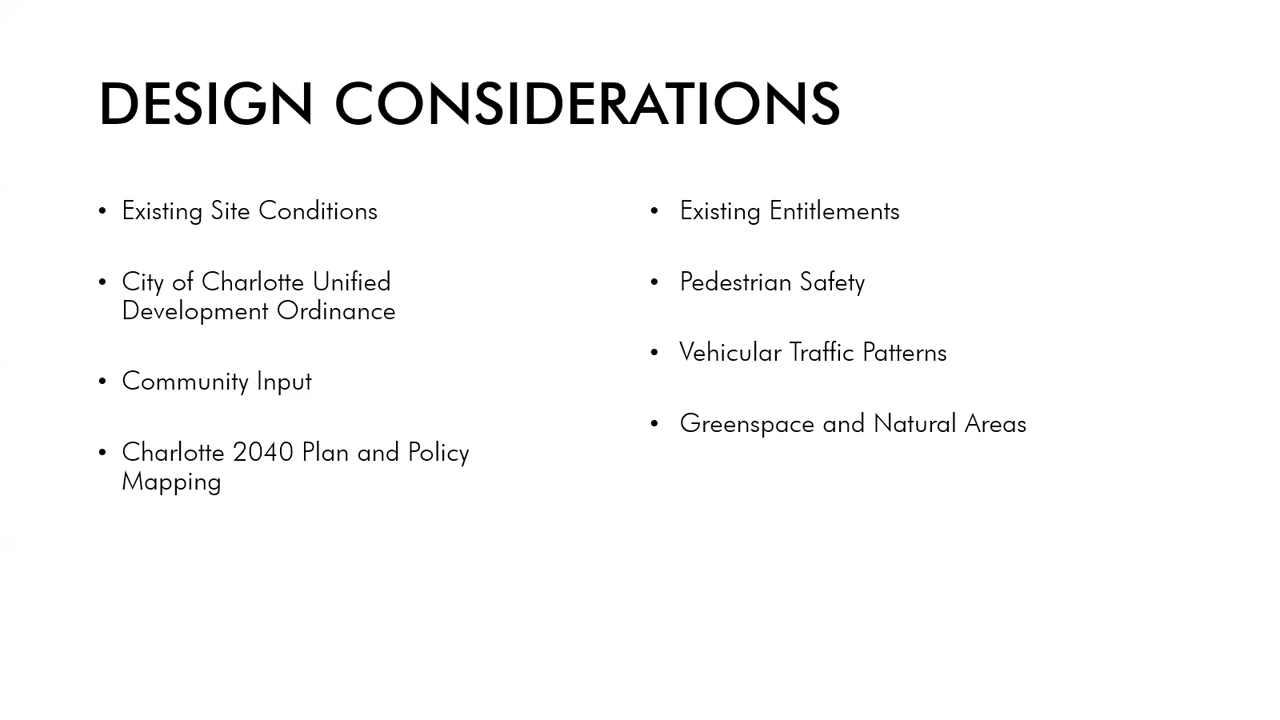 DESIGN CONSIDERATIONS
• Existing Site Conditions
• City of Charlotte Unified
Development Ordinance
• Community Input
• Charlotte 2040 Plan and Policy
Mapping
• Existing Entitlements
• Pedestrian Safety
• Vehicular Traffic Patterns
• Greenspace and Natural Areas